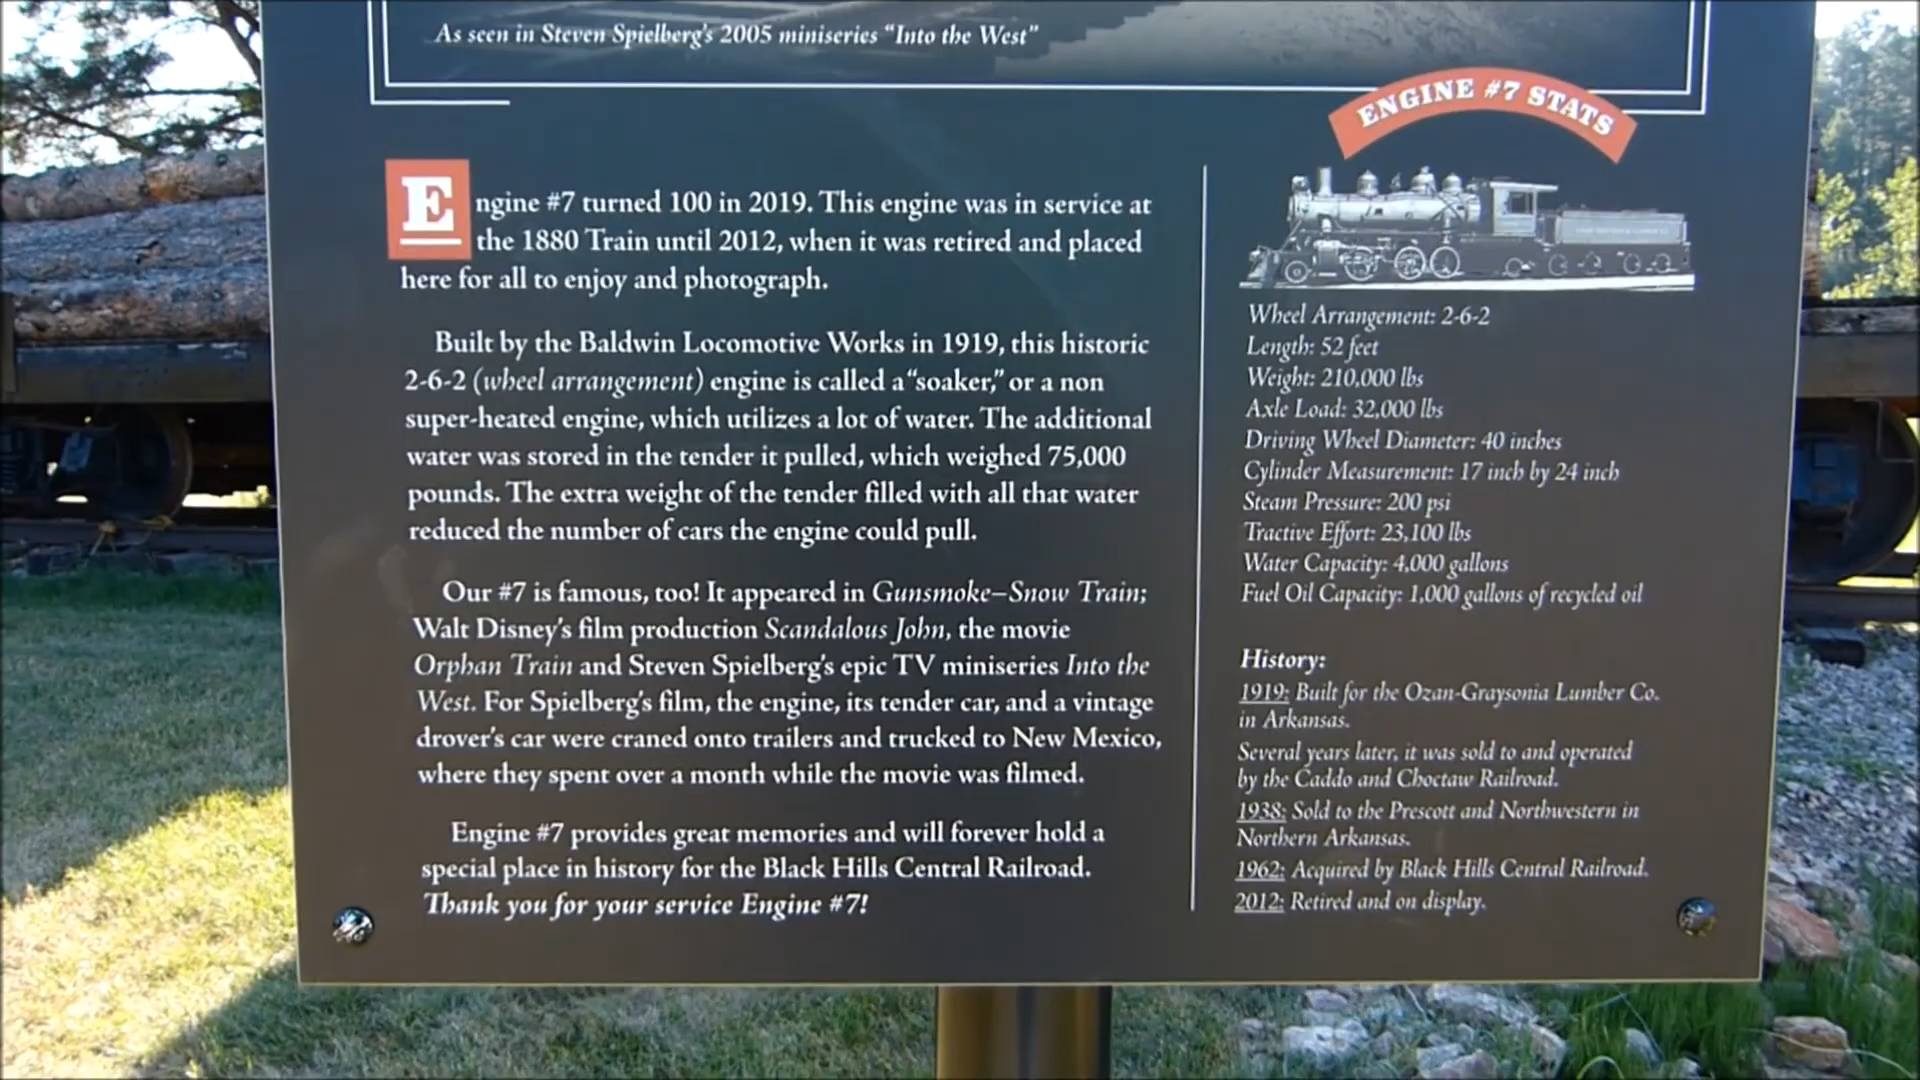 As seen in Steven Spielberg's 2005 miniseries “Into the West”
Engine #7 turned 100 in 2019. This engine was in service at
the 1880 Train until 2012, when it was retired and placed
here for all to enjoy and photograph.
Built by the Baldwin Locomotive Works in 1919, this historic
2-6-2 (wheel arrangement) engine is called a “soaker,” or a non
super-heated engine, which utilizes a lot of water. The additional
water was stored in the tender it pulled, which weighed 75,000
pounds. The extra weight of the tender filled with all that water
reduced the number of cars the engine could pull.
Our #7 is famous, too! It appeared in Gunsmoke–Snow Train;
Walt Disney's film production Scandalous John, the movie
Orphan Train and Steven Spielberg's epic TV miniseries Into the
West. For Spielberg's film, the engine, its tender car, and a vintage
drover's car were craned onto trailers and trucked to New Mexico,
where they spent over a month while the movie was filmed.
Engine #7 provides great memories and will forever hold a
special place in history for the Black Hills Central Railroad.
Thank you for your service Engine #7!
ENGINE #7 STATS
Wheel Arrangement: 2-6-2
Length: 52 feet
Weight: 210,000 lbs
Axle Load: 32,000 lbs
Driving Wheel Diameter: 40 inches
Cylinder Measurement: 17 inch by 24 inch
Steam Pressure: 200 psi
Tractive Effort: 23,100 lbs
Water Capacity: 4,000 gallons
Fuel Oil Capacity: 1,000 gallons of recycled oil
History:
1919: Built for the Ozan-Graysonia Lumber Co.
in Arkansas.
Several years later, it was sold to and operated
by the Caddo and Choctaw Railroad.
1938: Sold to the Prescott and Northwestern in
Northern Arkansas.
1962: Acquired by Black Hills Central Railroad.
2012: Retired and on display.